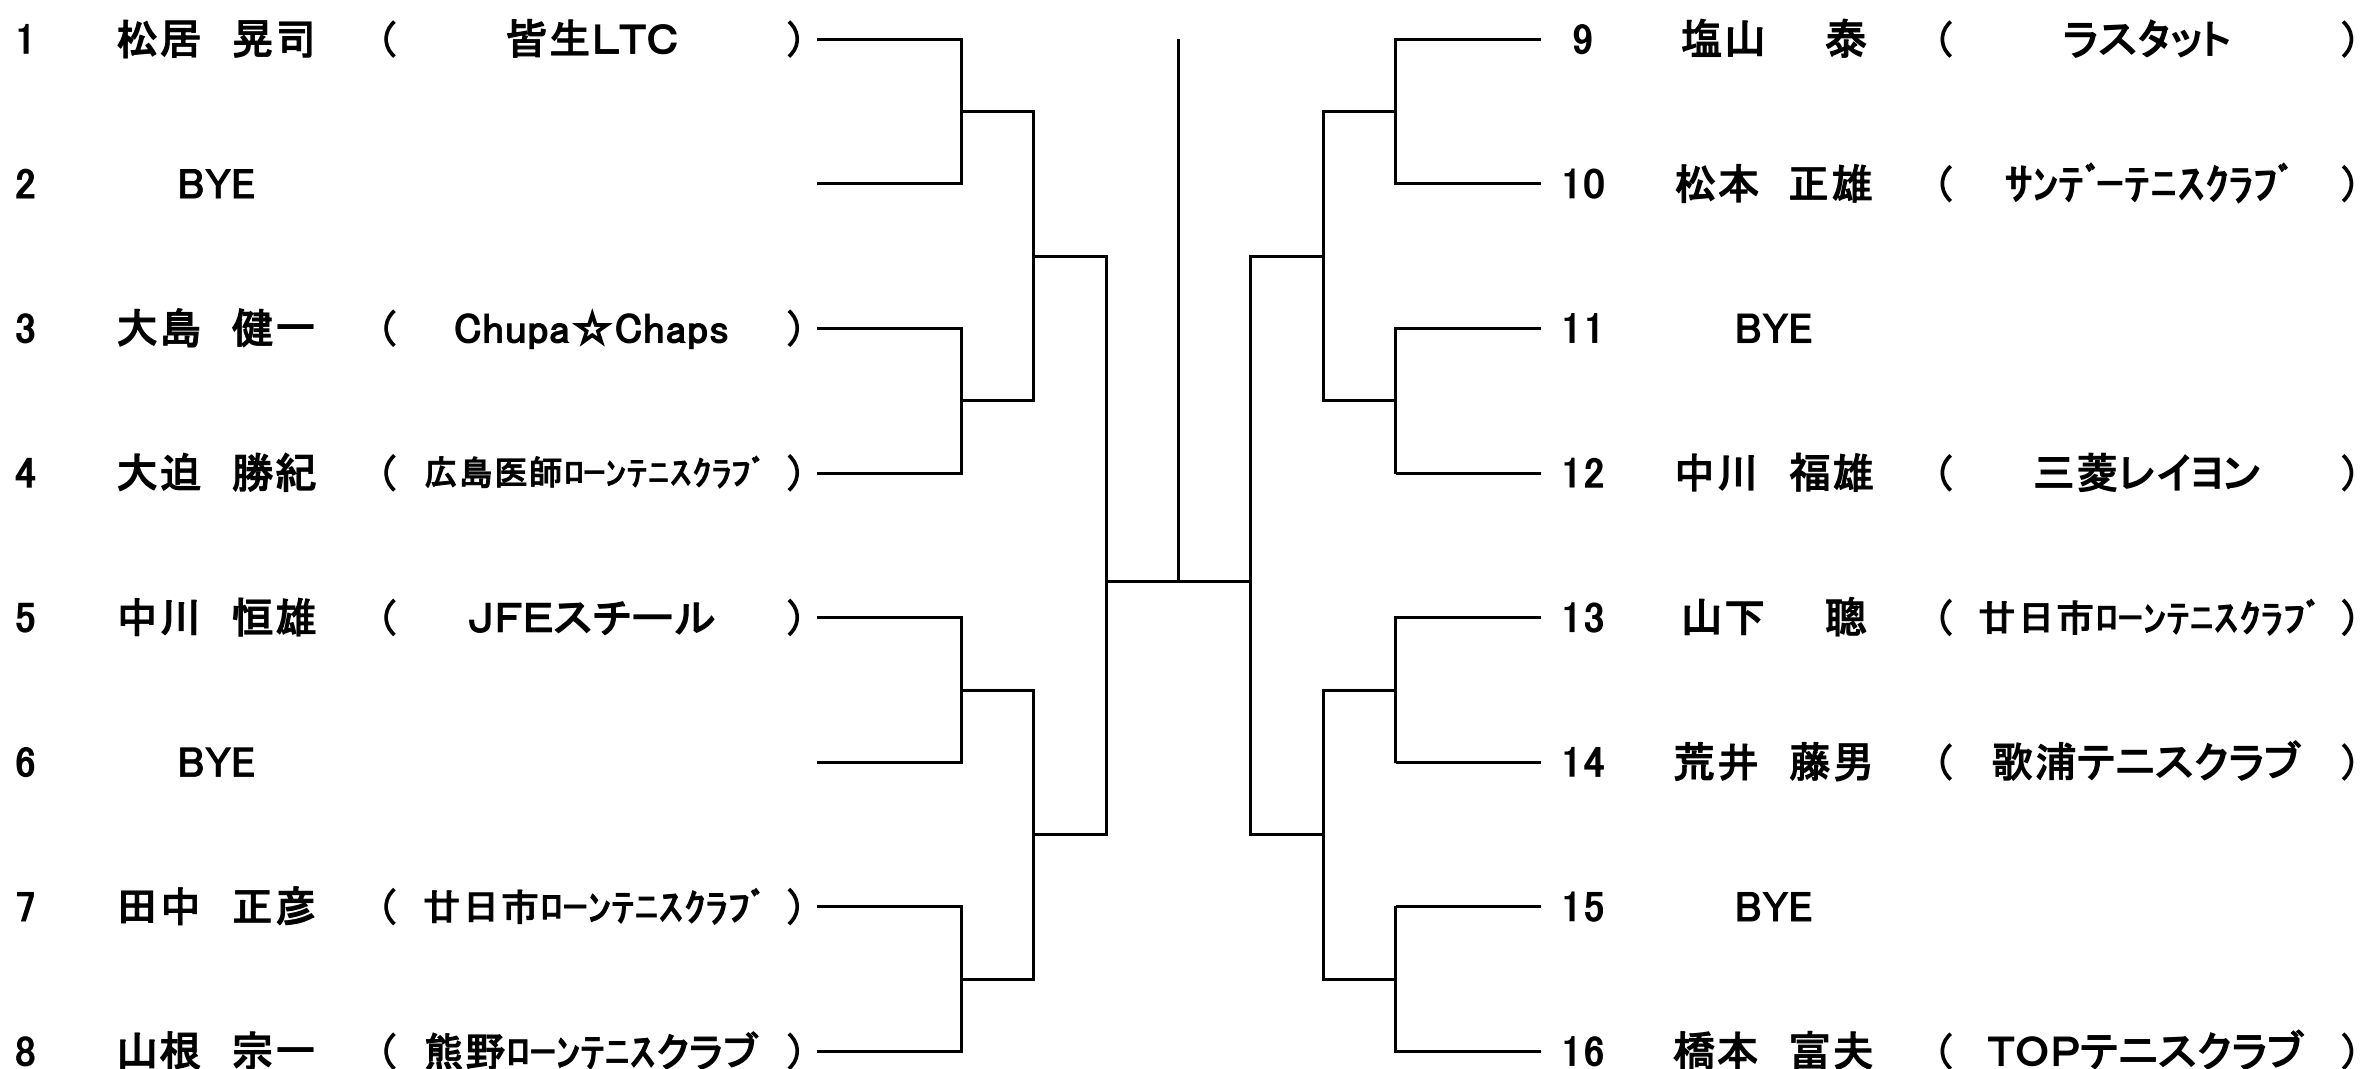 1 松居 晃司 ( 皆生LTC )
2 BYE
3 大島 健一 ( Chupa☆Chaps )
4 大迫 勝紀 ( 広島医師ﾛｰﾝﾃﾆｽｸﾗﾌﾞ )
5 中川 恒雄 ( JFEスチール )
6 BYE
7 田中 正彦 ( 廿日市ﾛｰﾝﾃﾆｽｸﾗﾌﾞ )
8 山根 宗一 ( 熊野ﾛｰﾝﾃﾆｽクラブ )
9 塩山 泰 ( ラスタット )
10 松本 正雄 ( ｻﾝﾃﾞｰﾃﾆｽｸﾗﾌﾞ )
11 BYE
12 中川 福雄 ( 三菱レイヨン )
13 山下 聰 ( 廿日市ﾛｰﾝﾃﾆｽｸﾗﾌﾞ )
14 荒井 藤男 ( 歌浦テニスクラブ )
15 BYE
16 橋本 富夫 ( TOPテニスクラブ )